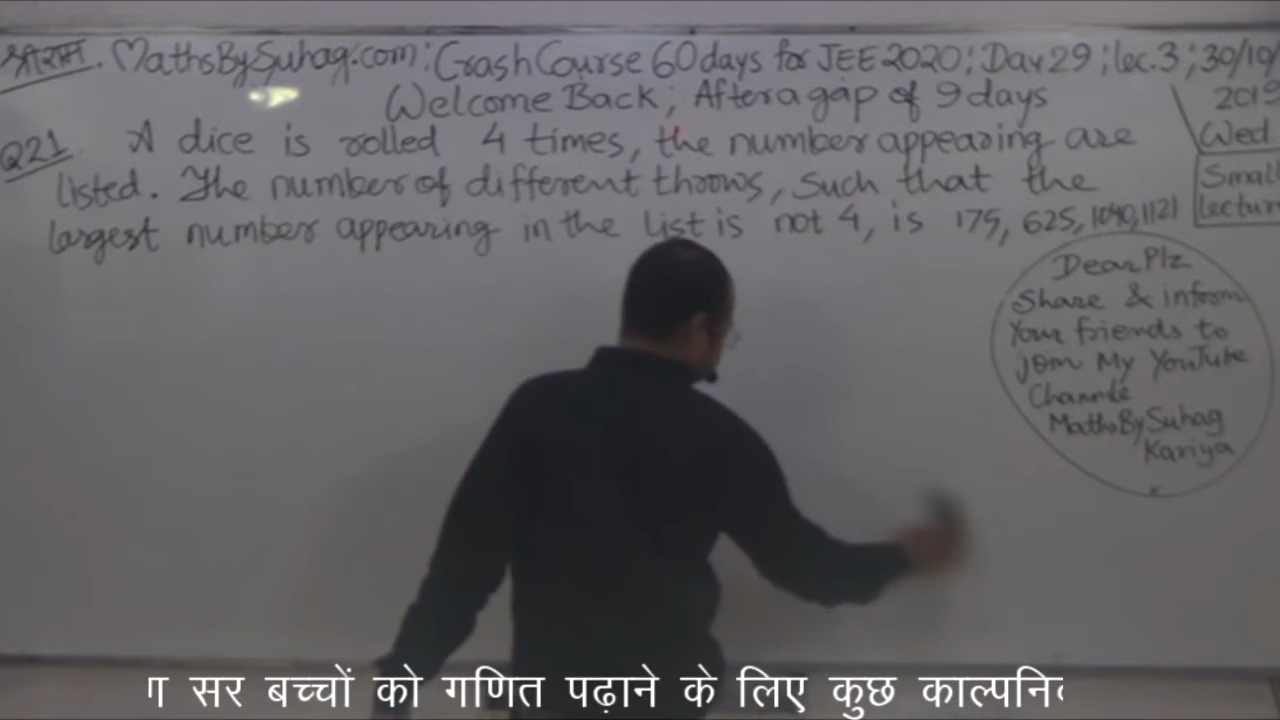 श्रीराम. MathsBySuhag.com: Crash Course 60 days for JEE 2020; Day 29; lec. 3; 30/10/
2019
Welcome Back; After a gap of 9 days
Wed
Q21. A dice is rolled 4 times, the number appearing are
listed. The number of different throws, such that the
largest number appearing in the list is not 4, is 175, 625, 1040, 1121
Small
lectur
Dear Plz
Share & inform
Your friends to
join My YouTube
Channle
MathsBySuhag
Kariya
सर बच्चों को गणित पढ़ाने के लिए कुछ